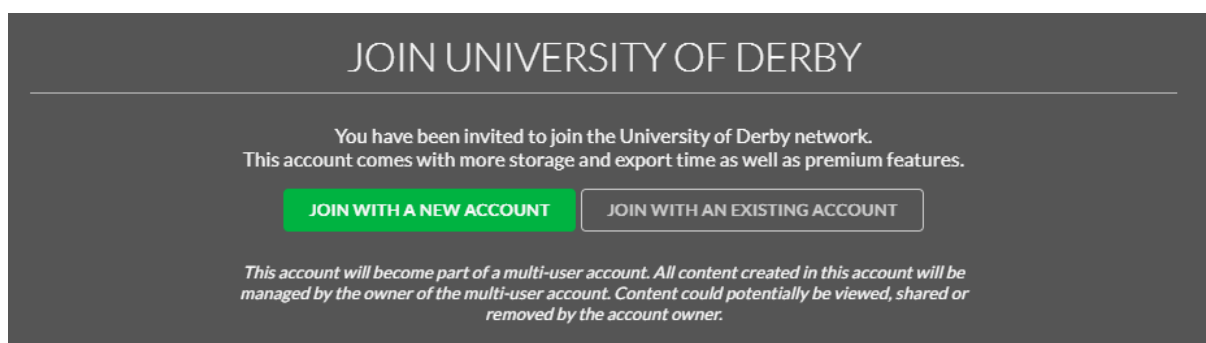 JOIN UNIVERSITY OF DERBY
You have been invited to join the University of Derby network.
This account comes with more storage and export time as well as premium features.
JOIN WITH A NEW ACCOUNT
JOIN WITH AN EXISTING ACCOUNT
This account will become part of a multi-user account. All content created in this account will be
managed by the owner of the multi-user account. Content could potentially be viewed, shared or
removed by the account owner.